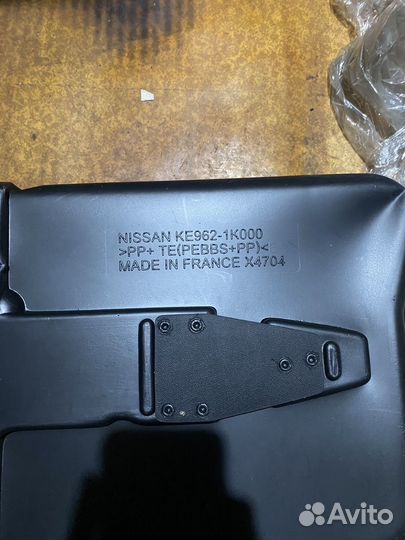 NISSAN KE962-1K000
>PP+ TE(PEBBS+PP)<
MADE IN FRANCE X4704
Avito